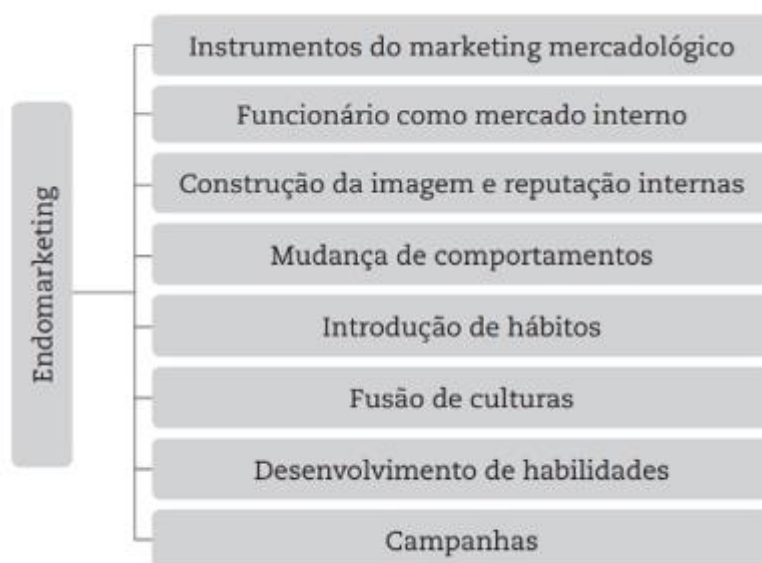 Endomarketing
Instrumentos do marketing mercadológico
Funcionário como mercado interno
Construção da imagem e reputação internas
Mudança de comportamentos
Introdução de hábitos
Fusão de culturas
Desenvolvimento de habilidades
Campanhas